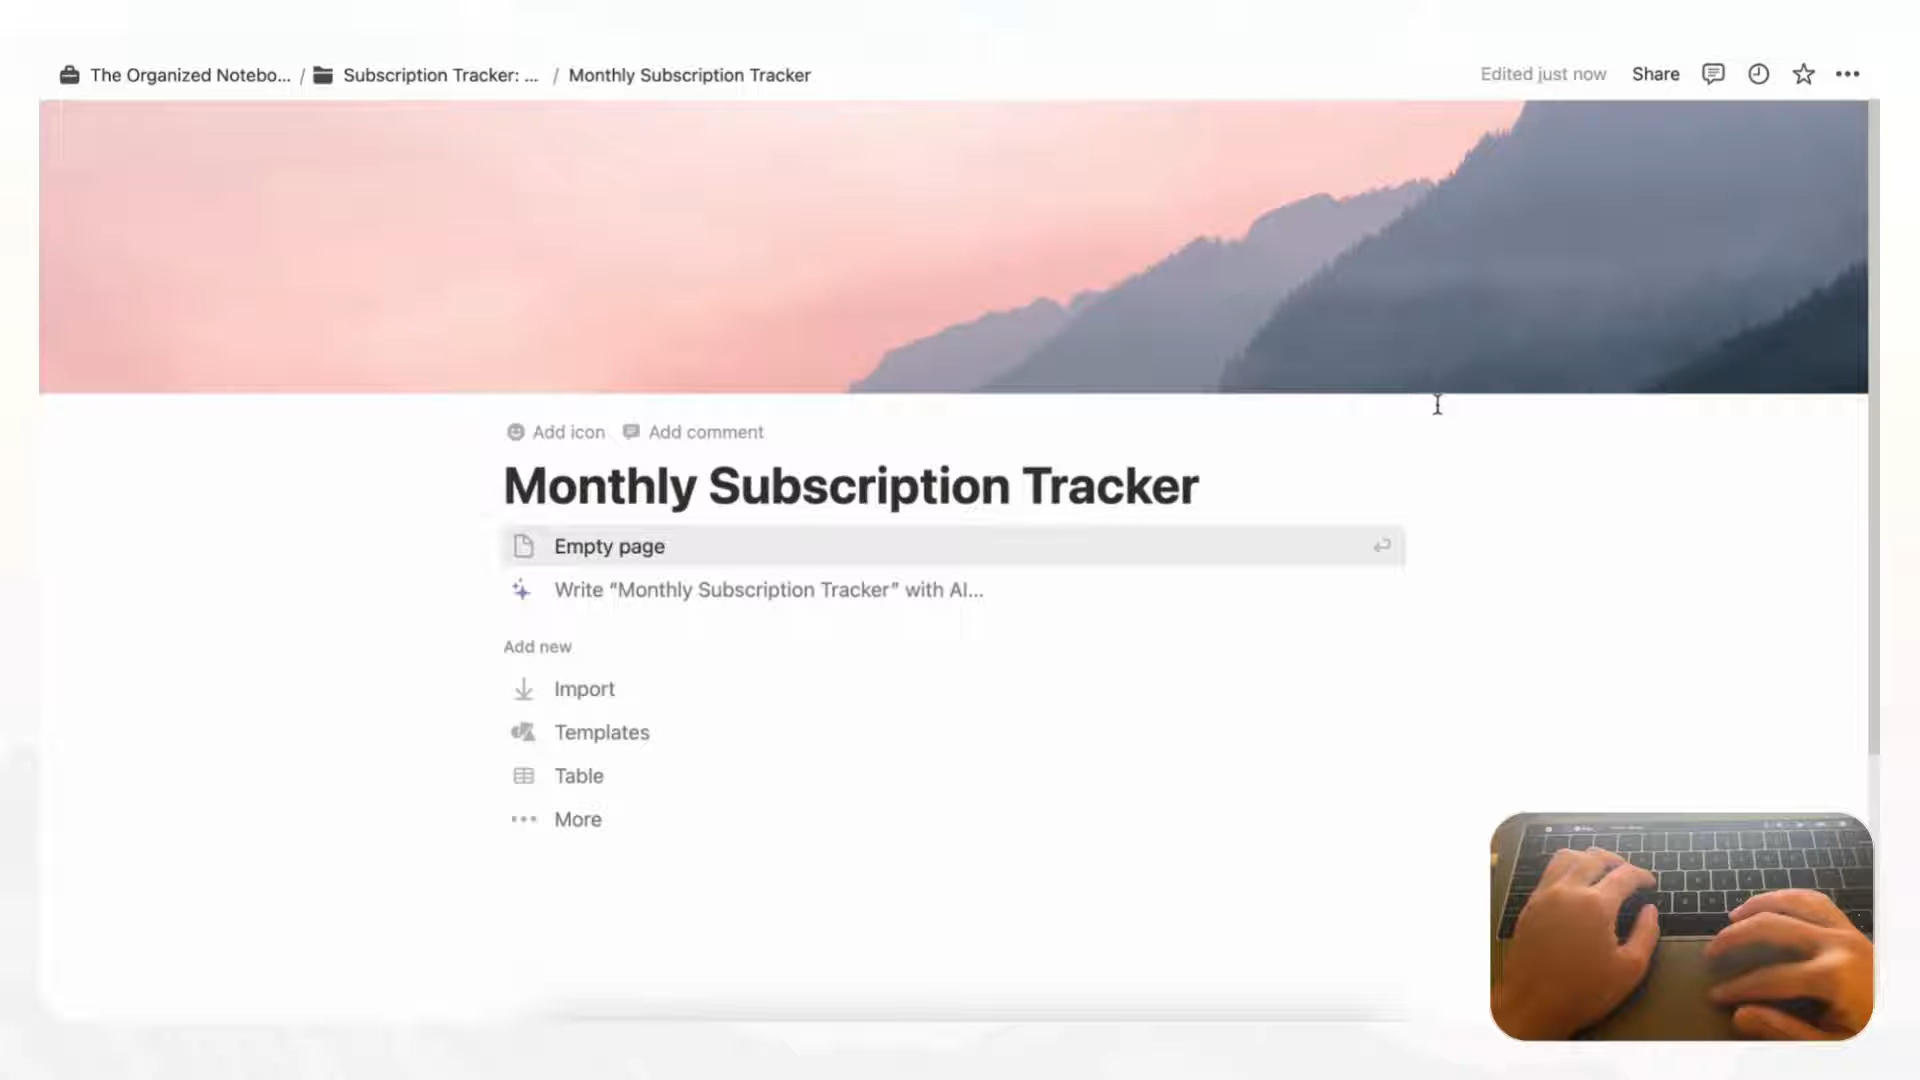 The Organized Notebo... / Subscription Tracker: ... / Monthly Subscription Tracker
Edited just now Share
Add icon Add comment
Monthly Subscription Tracker
Empty page
Write “Monthly Subscription Tracker” with AI...
Add new
Import
Templates
Table
More